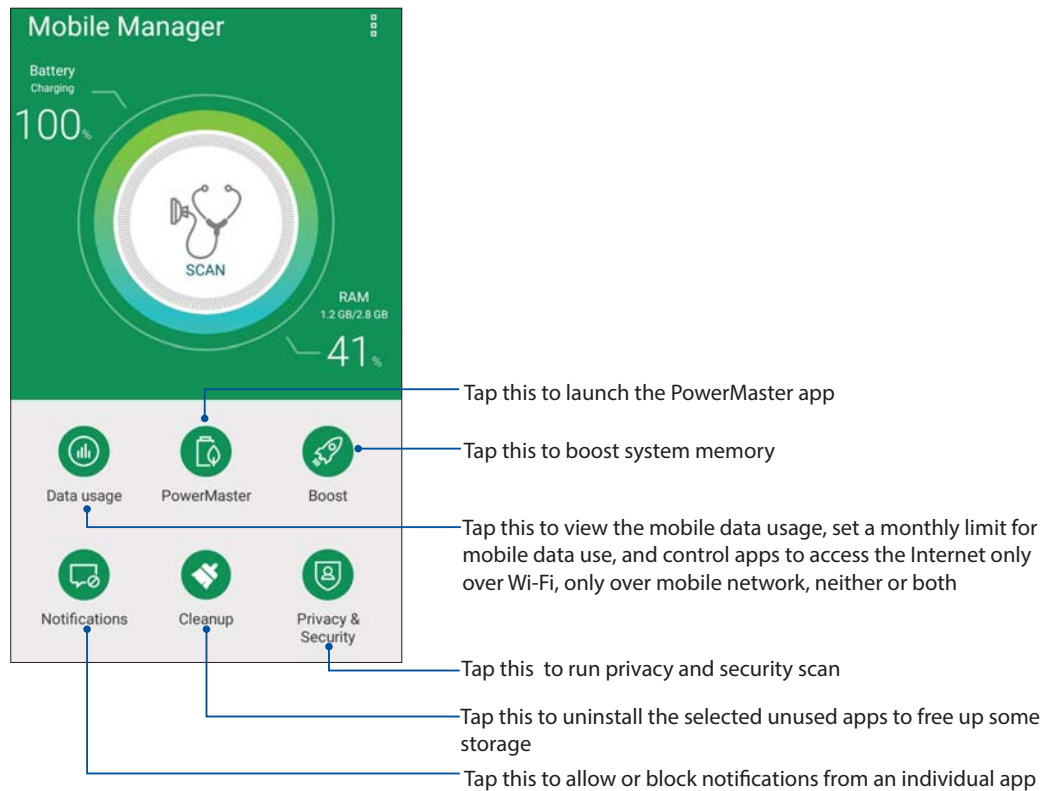 Mobile Manager
Battery
Charging
100%
SCAN
RAM
1.2 GB/2.8 GB
41%
Tap this to launch the PowerMaster app
Tap this to boost system memory
Data usage
PowerMaster
Boost
Tap this to view the mobile data usage, set a monthly limit for
mobile data use, and control apps to access the Internet only
over Wi-Fi, only over mobile network, neither or both
Notifications
Cleanup
Privacy &
Security
Tap this to run privacy and security scan
Tap this to uninstall the selected unused apps to free up some
storage
Tap this to allow or block notifications from an individual app